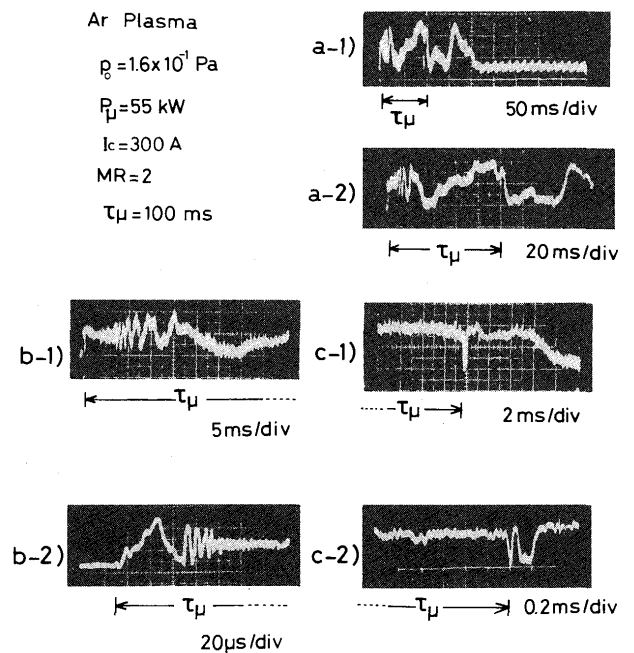 Ar Plasma
p₀ = 1.6 x 10⁻¹ Pa
Pμ = 55 kW
Ic = 300 A
MR = 2
τμ = 100 ms
a-1)
τμ
50 ms/div
a-2)
τμ
20 ms/div
b-1)
τμ
5 ms/div
c-1)
τμ
2 ms/div
b-2)
τμ
20 μs/div
c-2)
τμ
0.2 ms/div